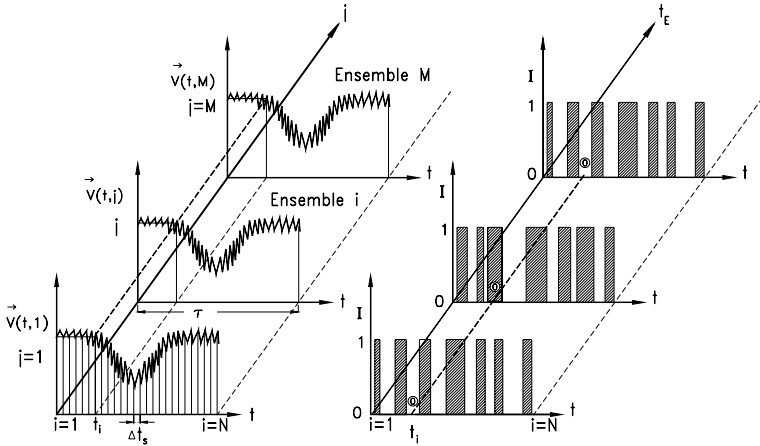 j
t_E
→
V(t,M)
j=M
Ensemble M
t
I
1
0
@
t
→
V(t,j)
j
Ensemble i
t
τ
I
1
0
@
t
→
V(t,1)
j=1
t
i=1
t_i
Δt_s
i=N
I
1
0
@
t
i=1
t_i
i=N